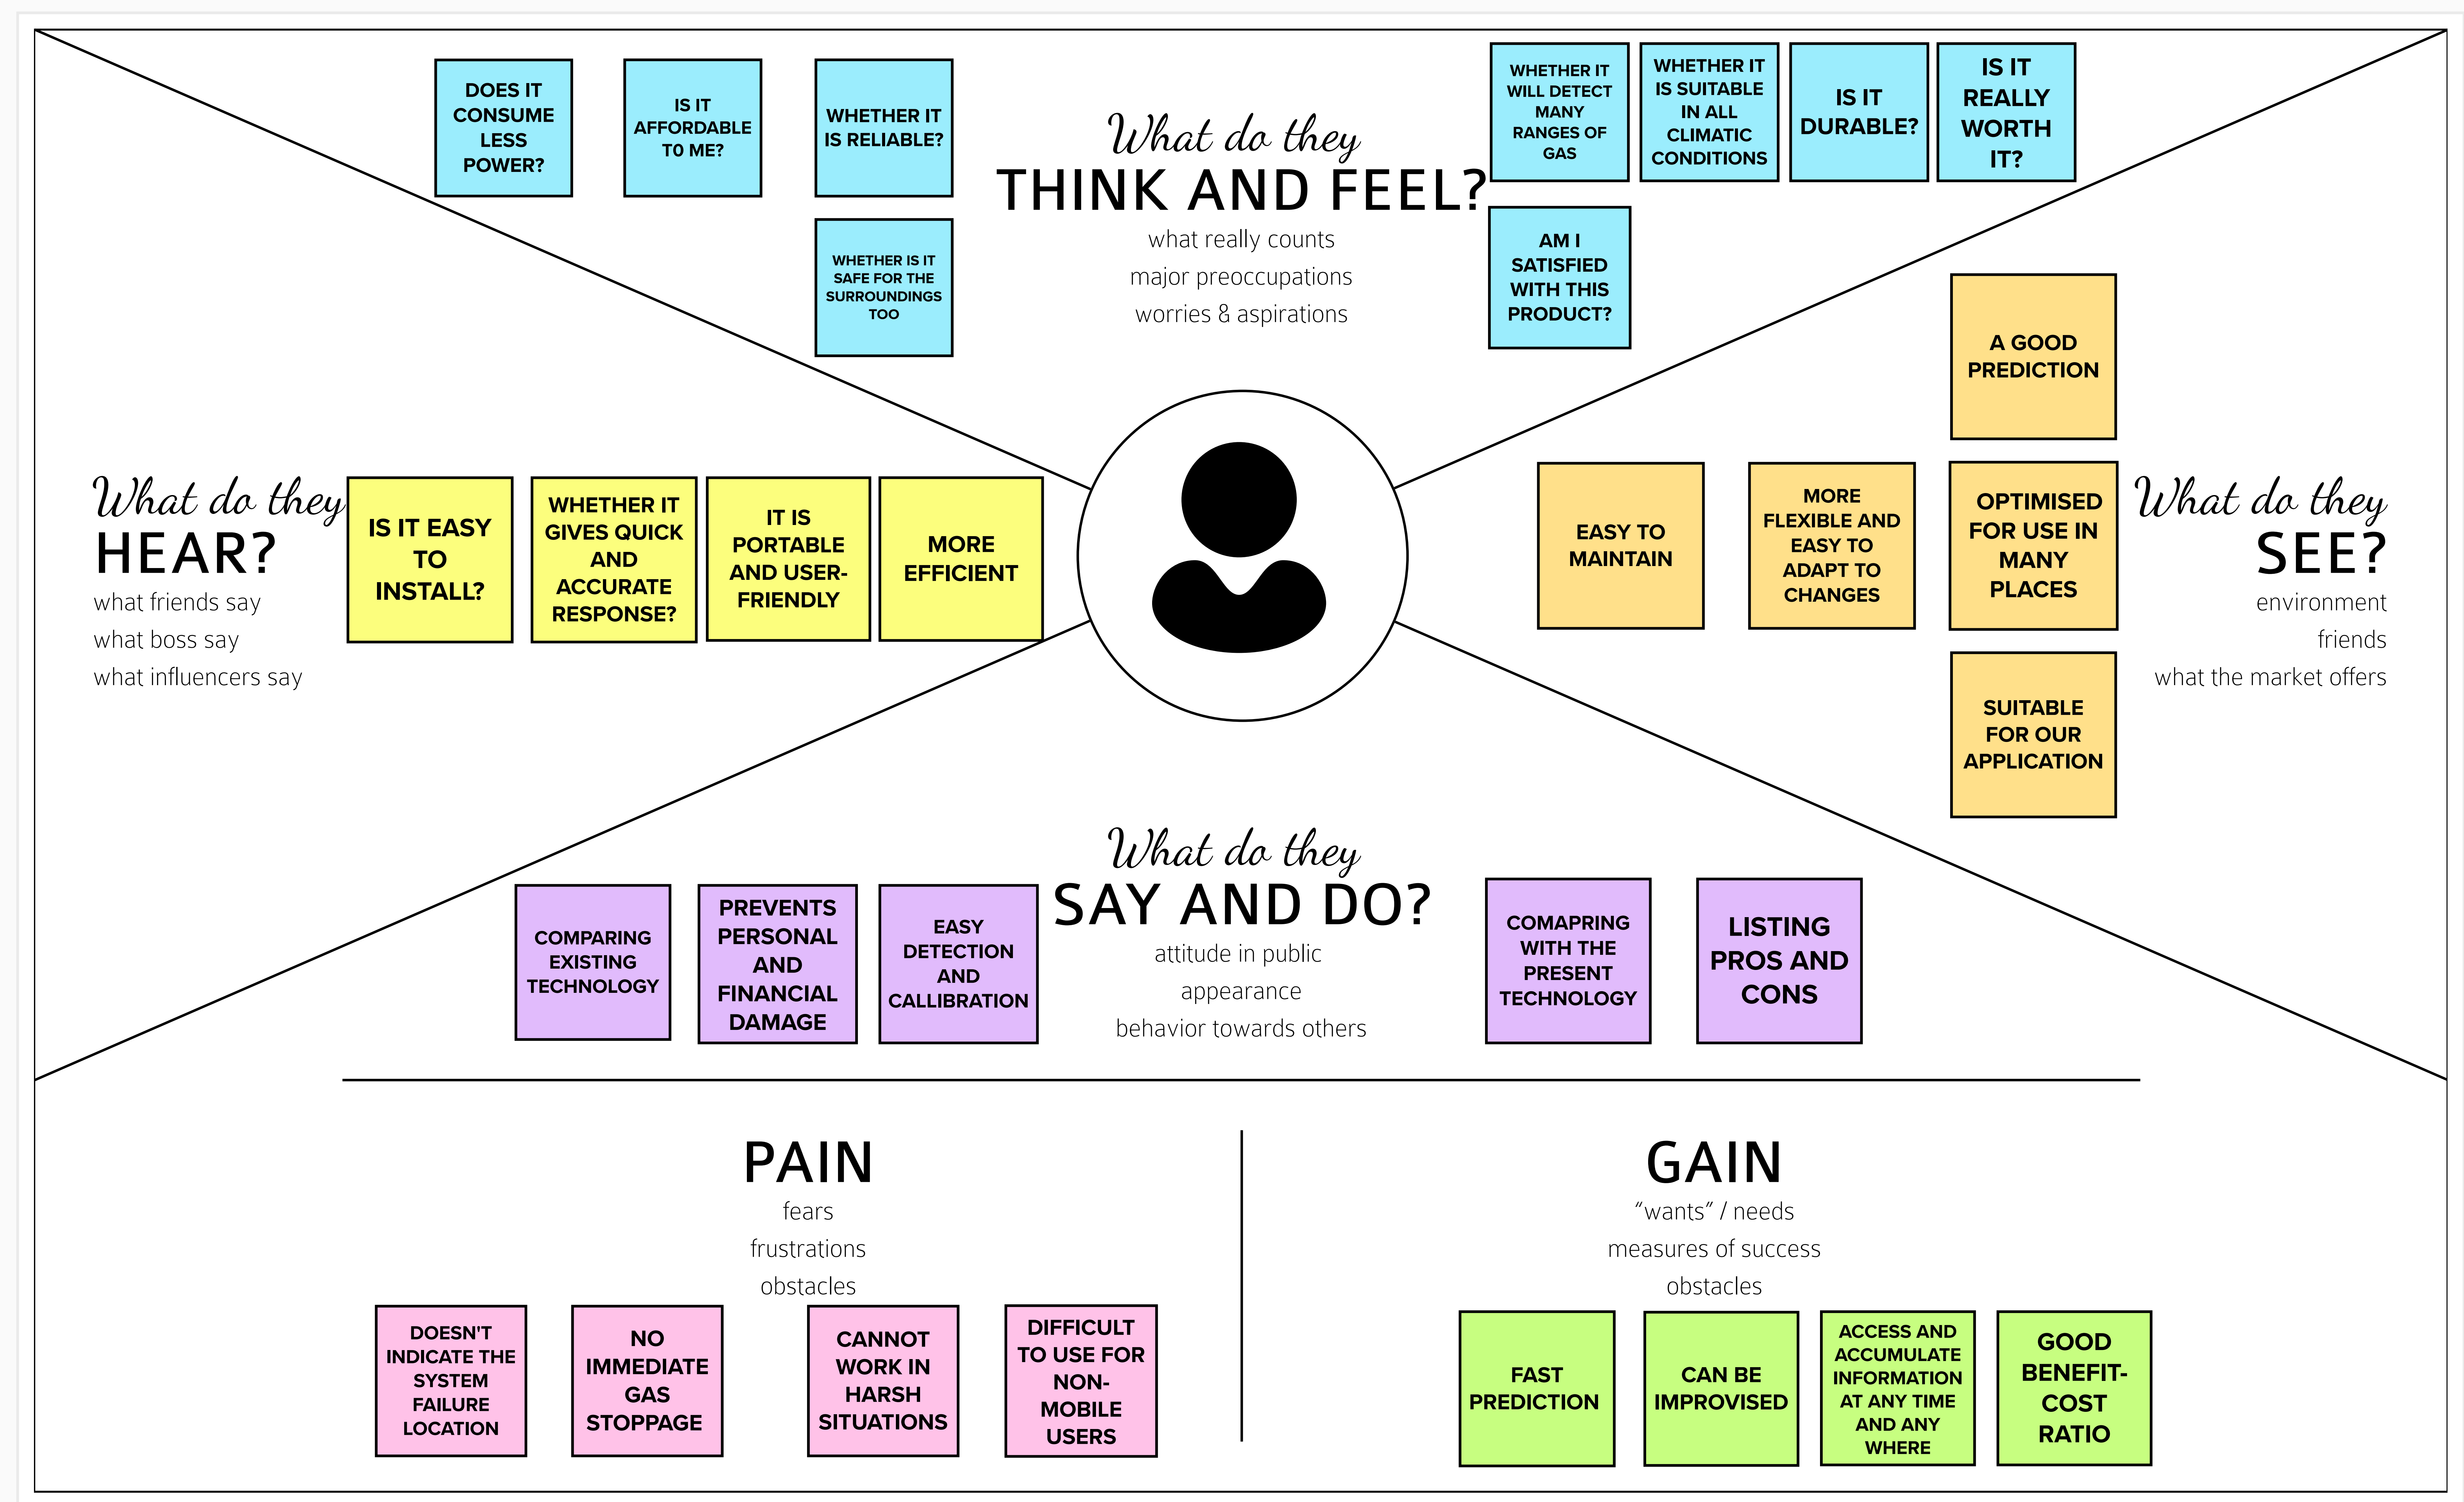 DOES IT
CONSUME
LESS
POWER?
IS IT
AFFORDABLE
T0 ME?
WHETHER IT
IS RELIABLE?
WHETHER IS IT
SAFE FOR THE
SURROUNDINGS
TOO
What do they
THINK AND FEEL?
what really counts
major preoccupations
worries & aspirations
WHETHER IT
WILL DETECT
MANY
RANGES OF
GAS
WHETHER IT
IS SUITABLE
IN ALL
CLIMATIC
CONDITIONS
IS IT
DURABLE?
IS IT
REALLY
WORTH
IT?
AM I
SATISFIED
WITH THIS
PRODUCT?
What do they
HEAR?
what friends say
what boss say
what influencers say
IS IT EASY
TO
INSTALL?
WHETHER IT
GIVES QUICK
AND
ACCURATE
RESPONSE?
IT IS
PORTABLE
AND USER-
FRIENDLY
MORE
EFFICIENT
EASY TO
MAINTAIN
MORE
FLEXIBLE AND
EASY TO
ADAPT TO
CHANGES
A GOOD
PREDICTION
OPTIMISED
FOR USE IN
MANY
PLACES
SUITABLE
FOR OUR
APPLICATION
What do they
SEE?
environment
friends
what the market offers
COMPARING
EXISTING
TECHNOLOGY
PREVENTS
PERSONAL
AND
FINANCIAL
DAMAGE
EASY
DETECTION
AND
CALLIBRATION
What do they
SAY AND DO?
attitude in public
appearance
behavior towards others
COMAPRING
WITH THE
PRESENT
TECHNOLOGY
LISTING
PROS AND
CONS
PAIN
fears
frustrations
obstacles
DOESN'T
INDICATE THE
SYSTEM
FAILURE
LOCATION
NO
IMMEDIATE
GAS
STOPPAGE
CANNOT
WORK IN
HARSH
SITUATIONS
DIFFICULT
TO USE FOR
NON-
MOBILE
USERS
GAIN
“wants” / needs
measures of success
obstacles
FAST
PREDICTION
CAN BE
IMPROVISED
ACCESS AND
ACCUMULATE
INFORMATION
AT ANY TIME
AND ANY
WHERE
GOOD
BENEFIT-
COST
RATIO